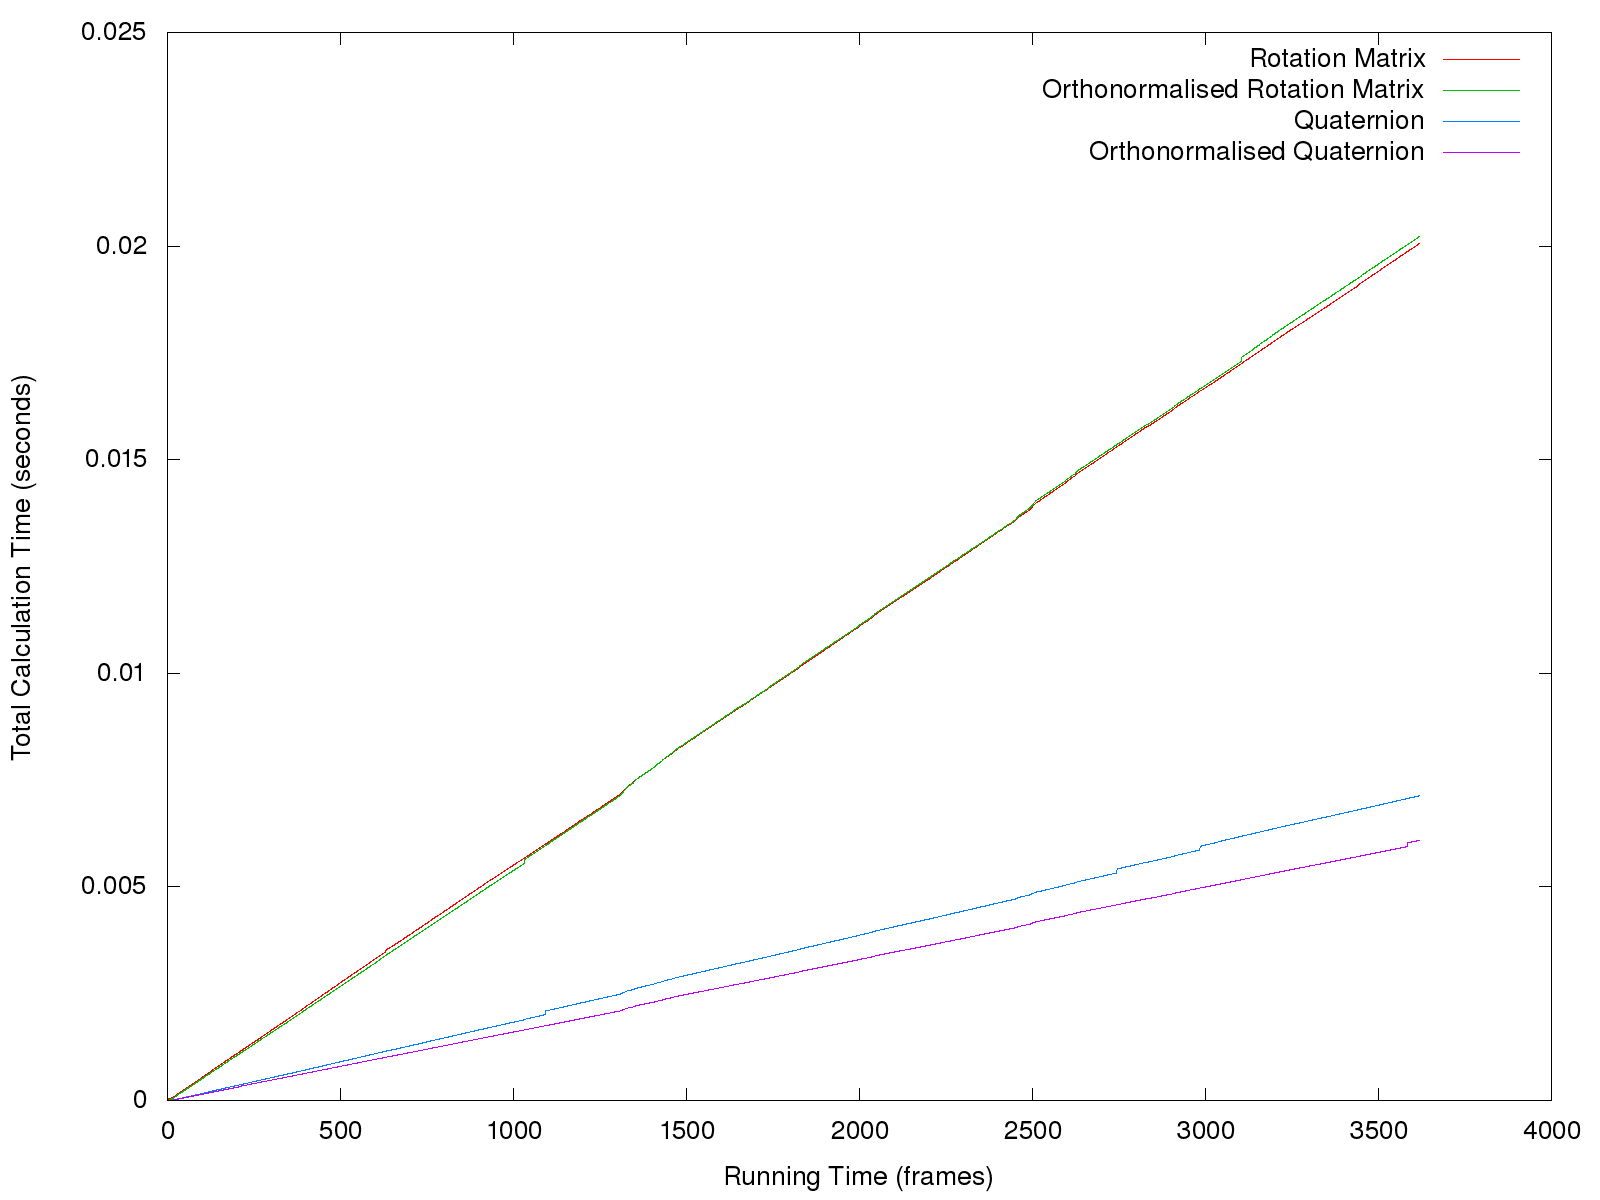 0.025
0.02
0.015
0.01
0.005
0
0 500 1000 1500 2000 2500 3000 3500 4000
Total Calculation Time (seconds)
Running Time (frames)
Rotation Matrix
Orthonormalised Rotation Matrix
Quaternion
Orthonormalised Quaternion